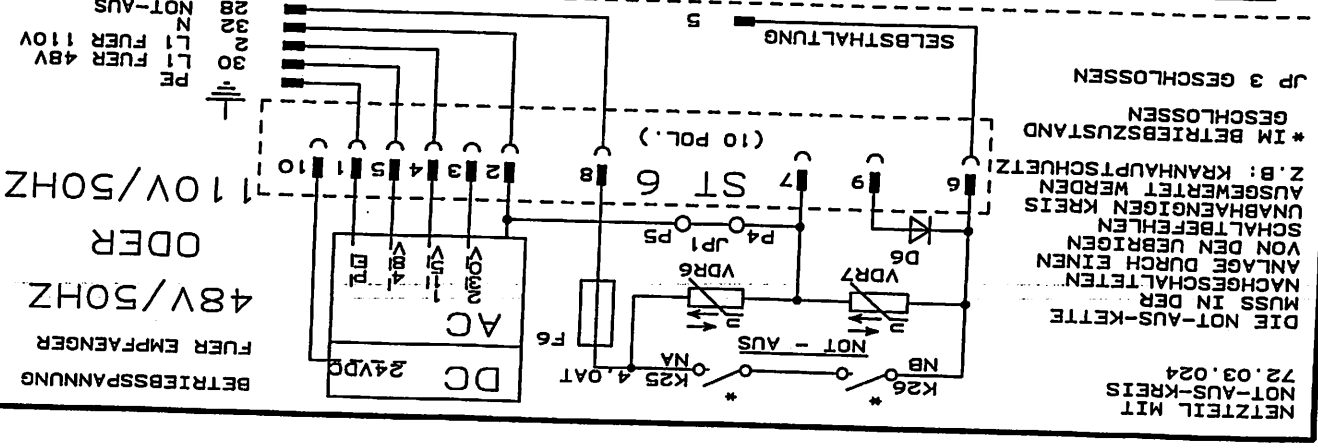 NETZTEIL MIT
NOT-AUS-KREIS
72.03.024
DIE NOT-AUS-KETTE
MUSS IN DER
NACHGESCHALTETEN
ANLAGE DURCH EINEN
VON DEN UEBRIGEN
SCHALTBEFEHLEN
UNABHAENGIGEN KREIS
AUSGEWERTET WERDEN
Z.B: KRANHAUPTSCHUETZ
*IM BETRIEBSZUSTAND
GESCHLOSSEN
JP 3 GESCHLOSSEN
K26
NB
*
*
K25
NA
NOT - AUS
4,0AT
F6
U
VDR7
U
VDR6
D6
P4
JP1
P5
DC
24VDC
AC
230V
115V
48V
PE
6
9
7
ST 6
8
2
3
4
5
1
10
(10 POL.)
SELBSTHALTUNG
5
BETRIEBSSPANNUNG
FUER EMPFAENGER
48V/50HZ
ODER
110V/50HZ
PE
30 L1 FUER 48V
2 L1 FUER 110V
32 N
28 NOT-AUS